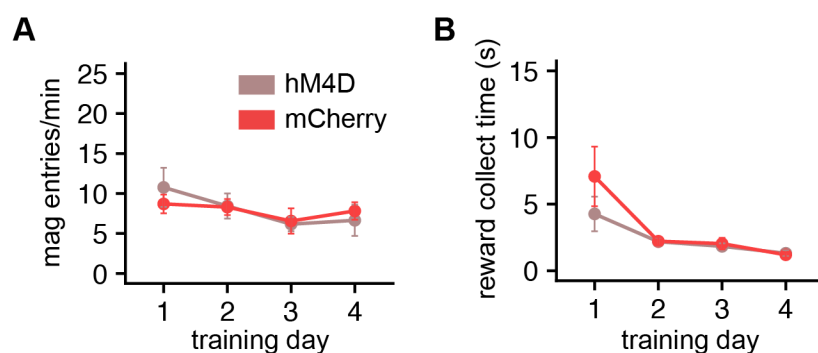 A
mag entries/min
25
20
15
10
5
0
hM4D
mCherry
1 2 3 4
training day
B
reward collect time (s)
15
10
5
0
1 2 3 4
training day